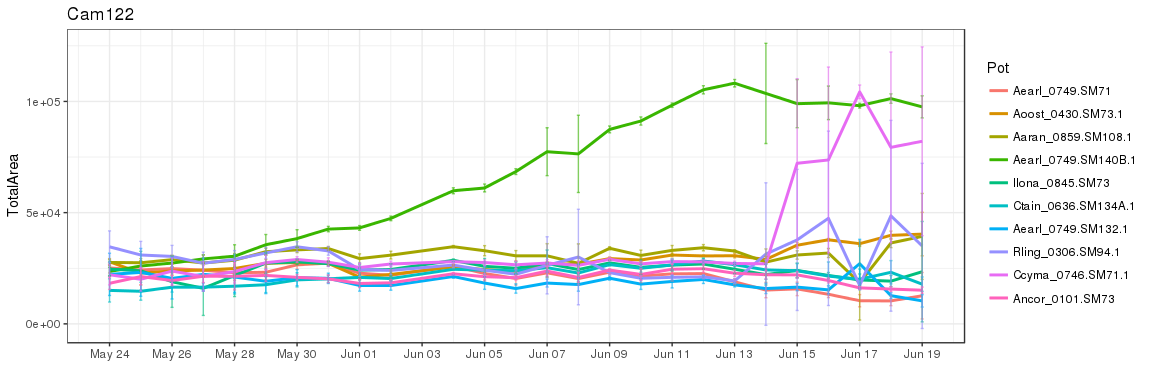 Cam122
TotalArea
1e+05
5e+04
0e+00
May 24 May 26 May 28 May 30 Jun 01 Jun 03 Jun 05 Jun 07 Jun 09 Jun 11 Jun 13 Jun 15 Jun 17 Jun 19
Pot
Aearl_0749.SM71
Aoost_0430.SM73.1
Aaran_0859.SM108.1
Aearl_0749.SM140B.1
Ilona_0845.SM73
Ctain_0636.SM134A.1
Aearl_0749.SM132.1
Rling_0306.SM94.1
Ccyma_0746.SM71.1
Ancor_0101.SM73